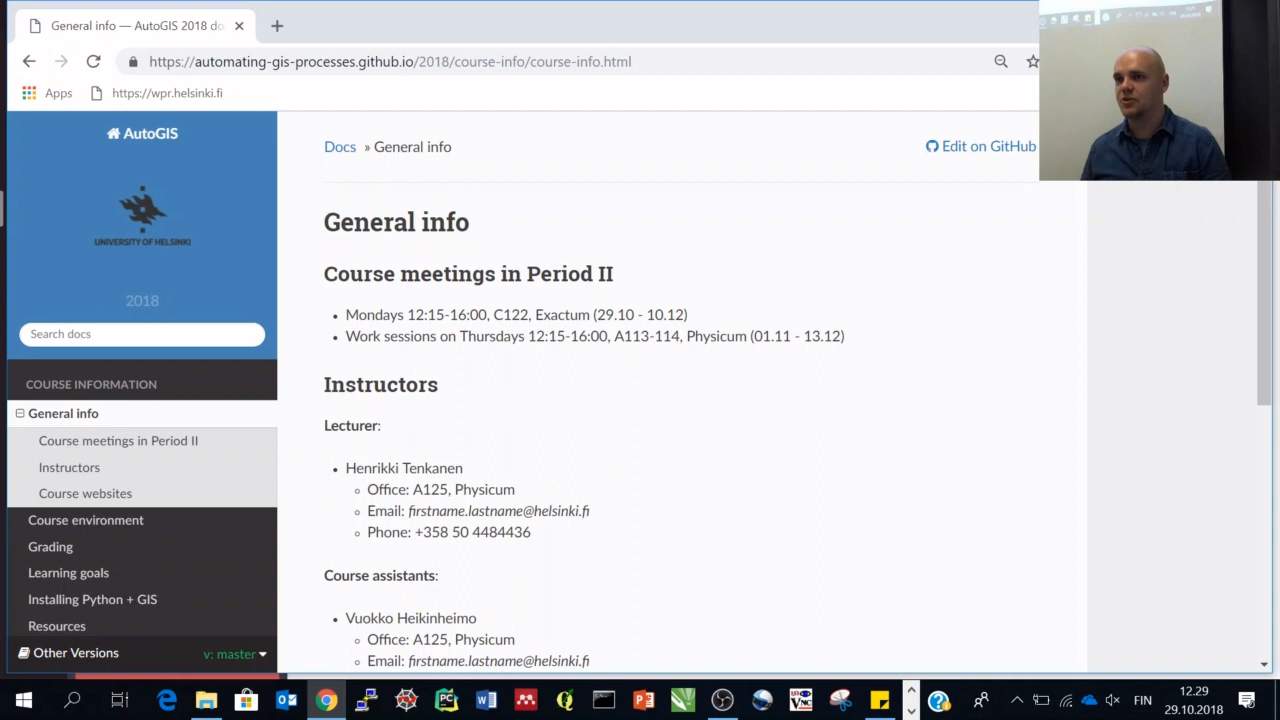 General info — AutoGIS 2018 do
https://automating-gis-processes.github.io/2018/course-info/course-info.html
Apps
https://wpr.helsinki.fi
AutoGIS
UNIVERSITY OF HELSINKI
2018
Search docs
COURSE INFORMATION
General info
Course meetings in Period II
Instructors
Course websites
Course environment
Grading
Learning goals
Installing Python + GIS
Resources
Other Versions
v: master
Docs » General info
Edit on GitHub
General info
Course meetings in Period II
Mondays 12:15-16:00, C122, Exactum (29.10 - 10.12)
Work sessions on Thursdays 12:15-16:00, A113-114, Physicum (01.11 - 13.12)
Instructors
Lecturer:
Henrikki Tenkanen
Office: A125, Physicum
Email: firstname.lastname@helsinki.fi
Phone: +358 50 4484436
Course assistants:
Vuokko Heikinheimo
Office: A125, Physicum
Email: firstname.lastname@helsinki.fi
FIN
12.29
29.10.2018